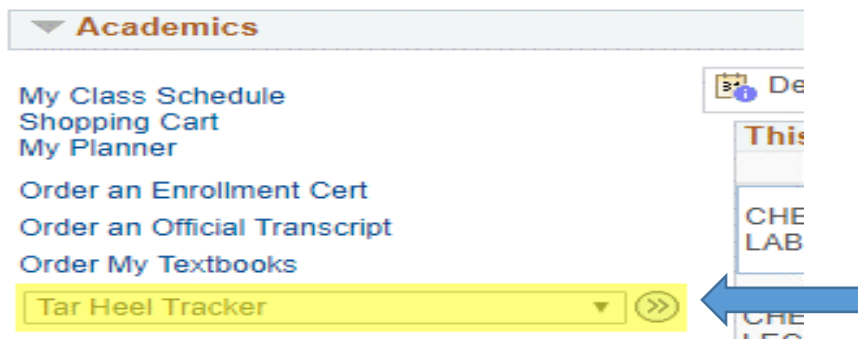 Academics
My Class Schedule
Shopping Cart
My Planner
Order an Enrollment Cert
Order an Official Transcript
Order My Textbooks
Tar Heel Tracker
De
This
CHE
LAB
CHE